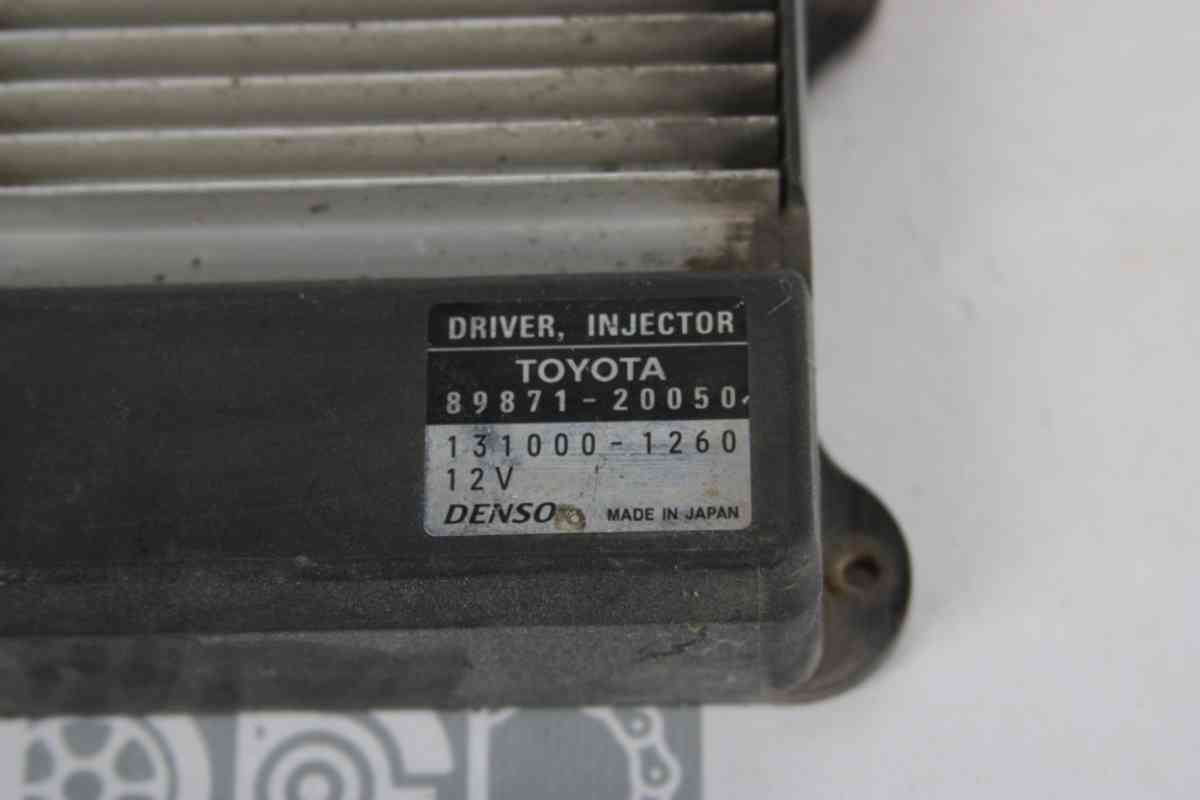 DRIVER, INJECTOR
TOYOTA
89871-20050
131000-1260
12V
DENSO MADE IN JAPAN